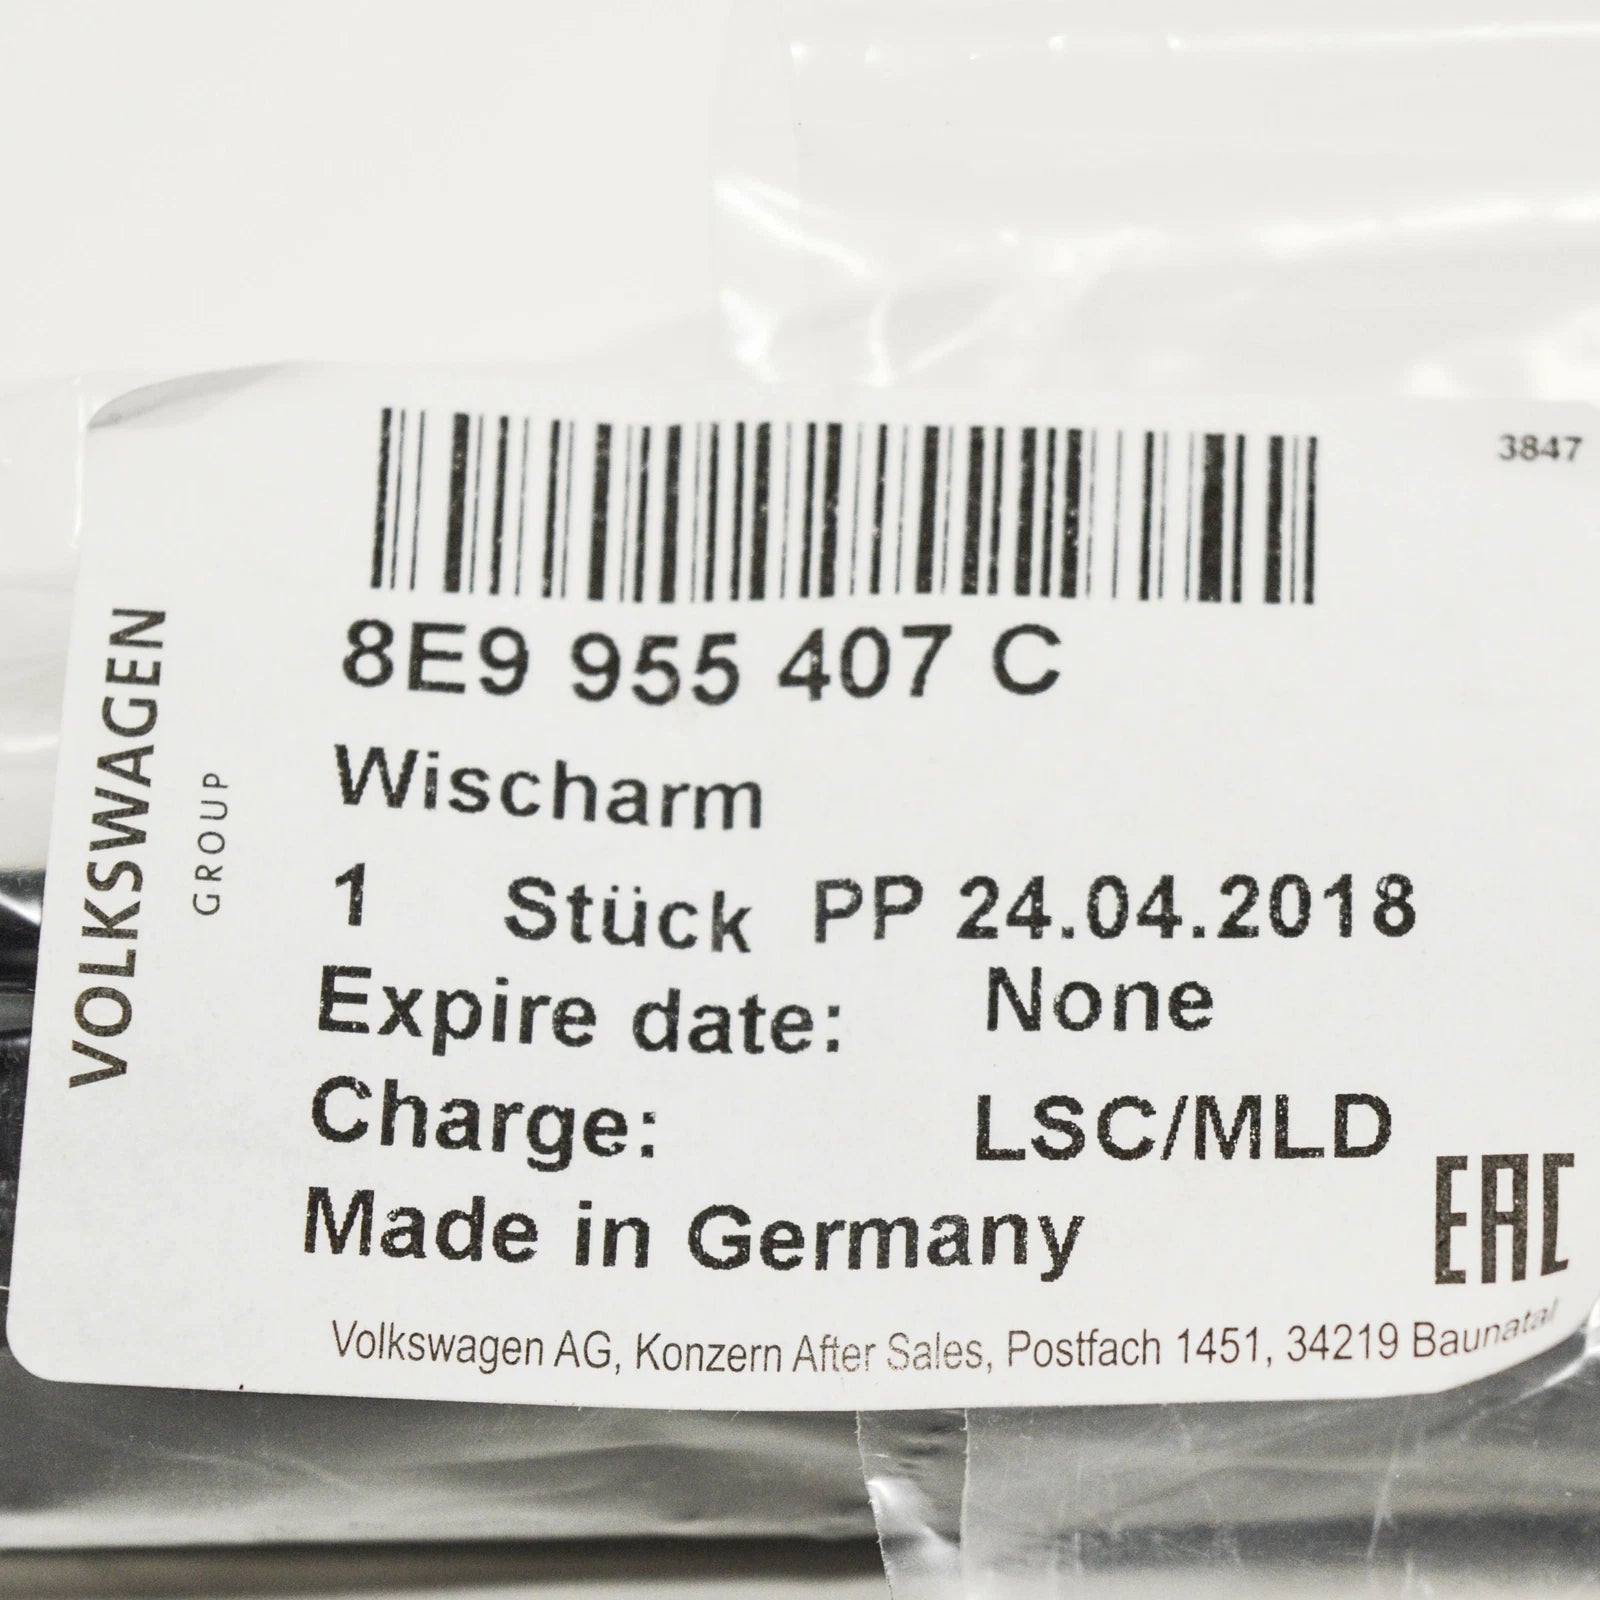 3847
8E9 955 407 C
Wischarm
1 Stück PP 24.04.2018
Expire date: None
Charge: LSC/MLD
Made in Germany
EAC
Volkswagen AG, Konzern After Sales, Postfach 1451, 34219 Baunatal
VOLKSWAGEN
GROUP